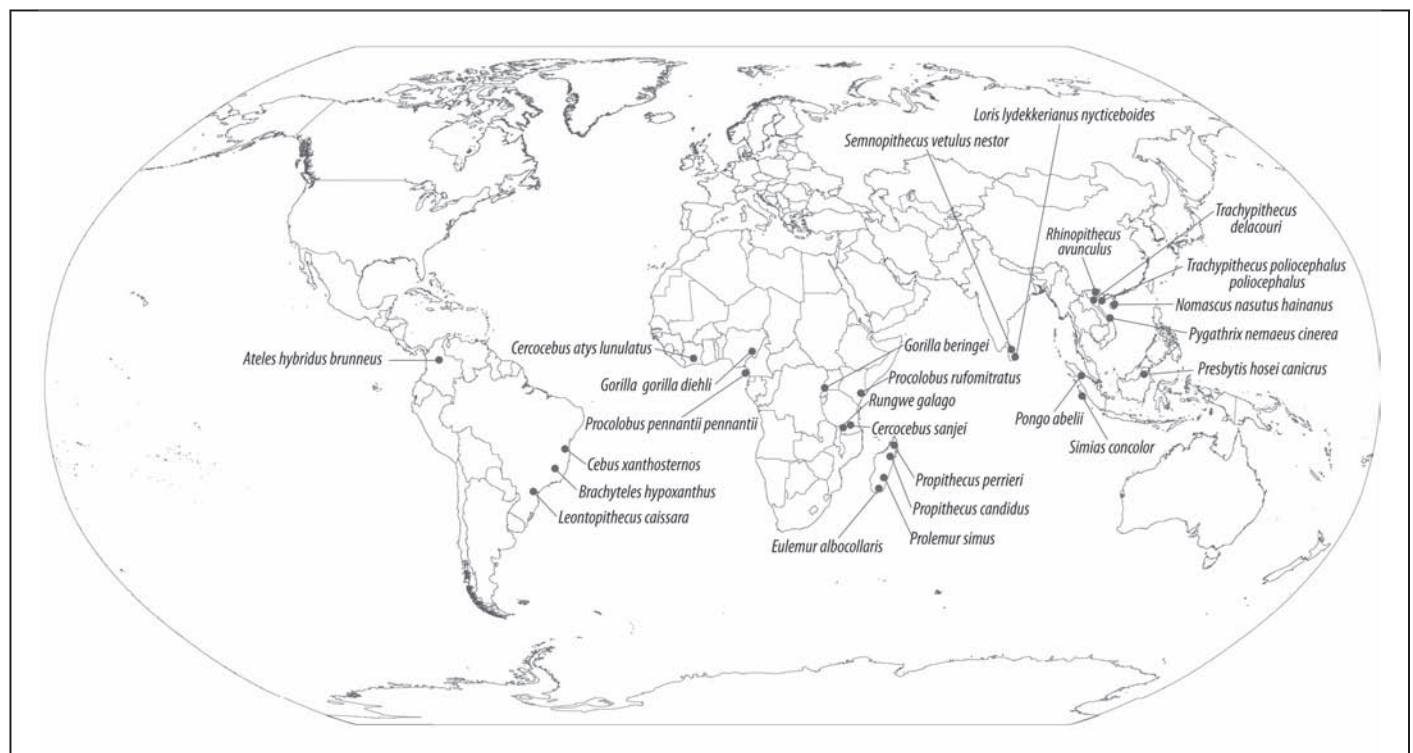 Loris lydekkerianus nycticeboides
Semnopithecus vetulus nestor
Trachypithecus
delacouri
Rhinopithecus
avunculus
Trachypithecus poliocephalus
poliocephalus
Nomascus nasutus hainanus
Pygathrix nemaeus cinerea
Cercocebus atys lunulatus
Gorilla beringei
Ateles hybridus brunneus
Presbytis hosei canicrus
Gorilla gorilla diehli
Procolobus rufomitratus
Rungwe galago
Pongo abelii
Procolobus pennantii pennantii
Cercocebus sanjei
Simias concolor
Cebus xanthosternos
Propithecus perrieri
Brachyteles hypoxanthus
Propithecus candidus
Leontopithecus caissara
Prolemur simus
Eulemur albocollaris